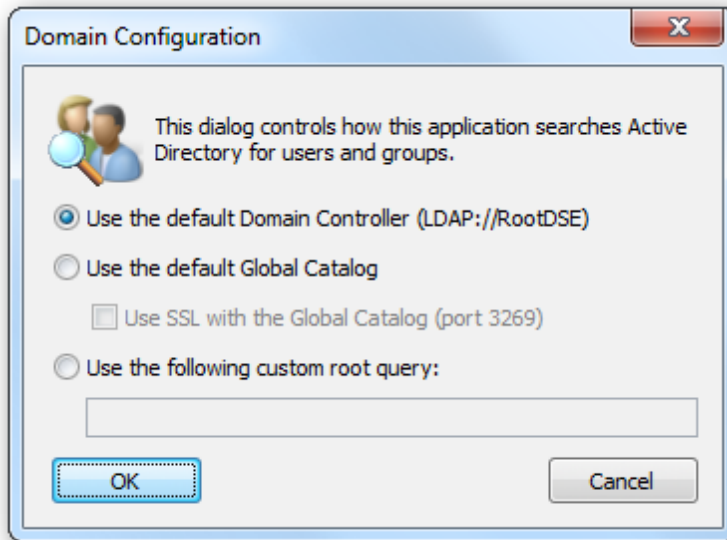 Domain Configuration
This dialog controls how this application searches Active
Directory for users and groups.
Use the default Domain Controller (LDAP://RootDSE)
Use the default Global Catalog
Use SSL with the Global Catalog (port 3269)
Use the following custom root query:
OK
Cancel